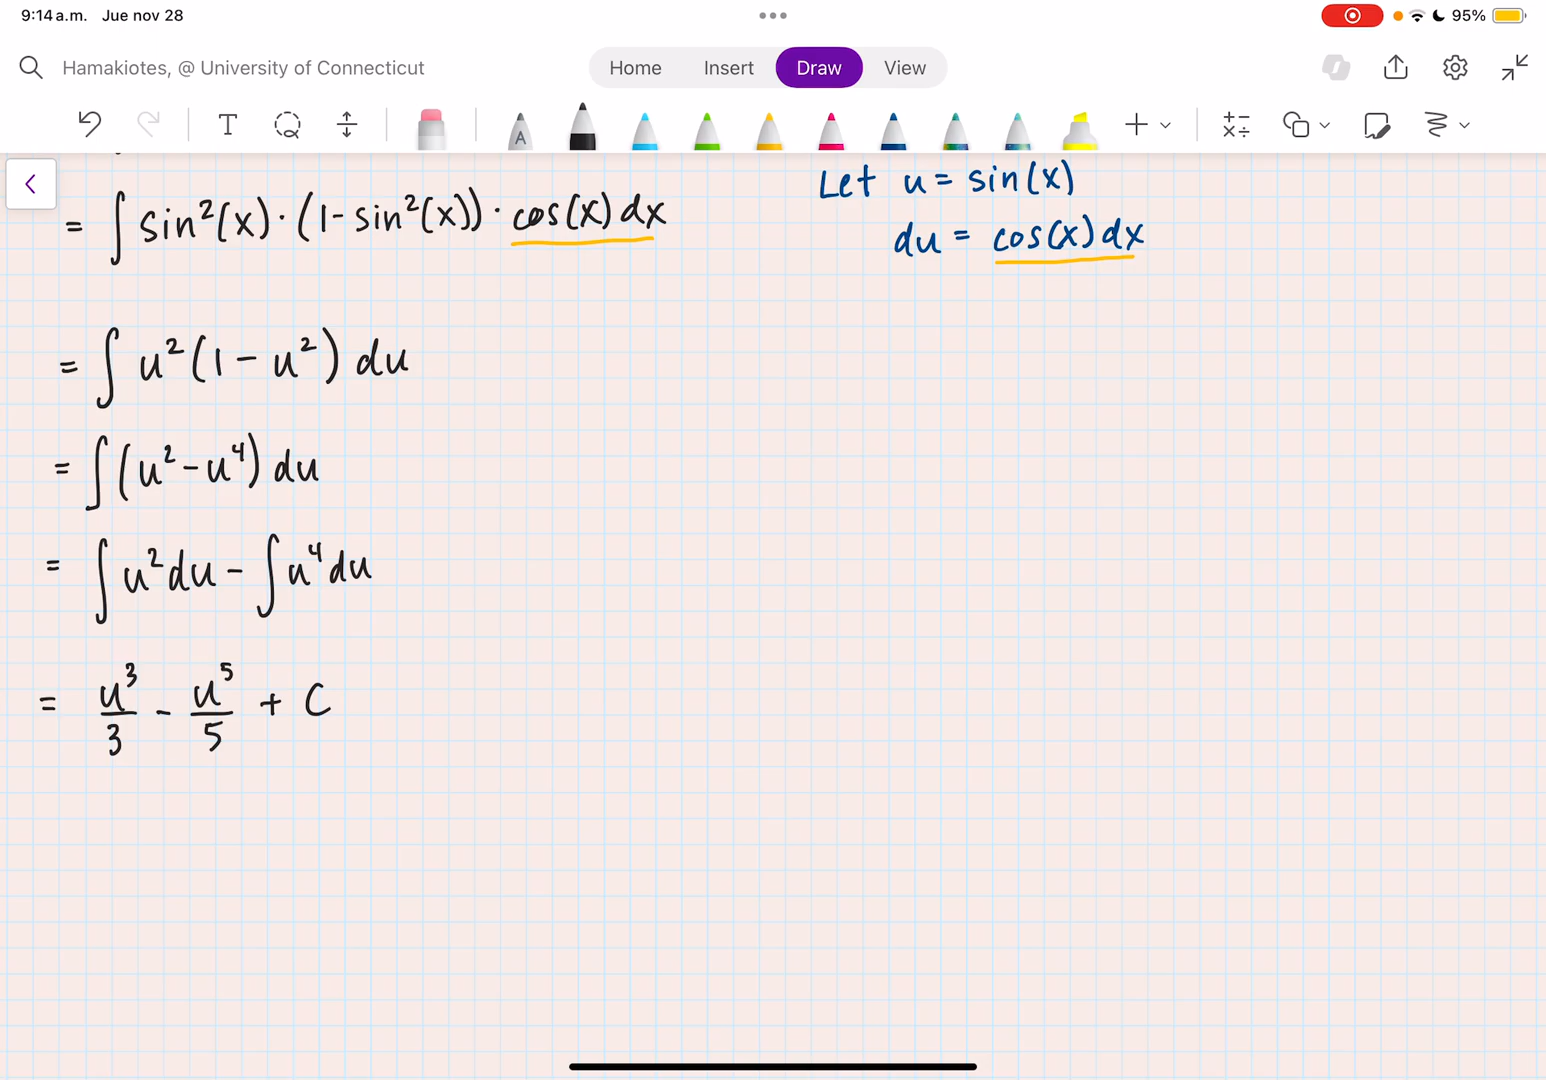 9:14 a.m. Jue nov 28
95%
Hamakiotes, @ University of Connecticut
Home Insert Draw View
T
A
= ∫ sin²(x) · (1 - sin²(x)) · cos(x) dx
Let u = sin(x)
du = cos(x) dx
= ∫ u² (1 - u²) du
= ∫ (u² - u⁴) du
= ∫ u² du - ∫ u⁴ du
= u³/3 - u⁵/5 + C